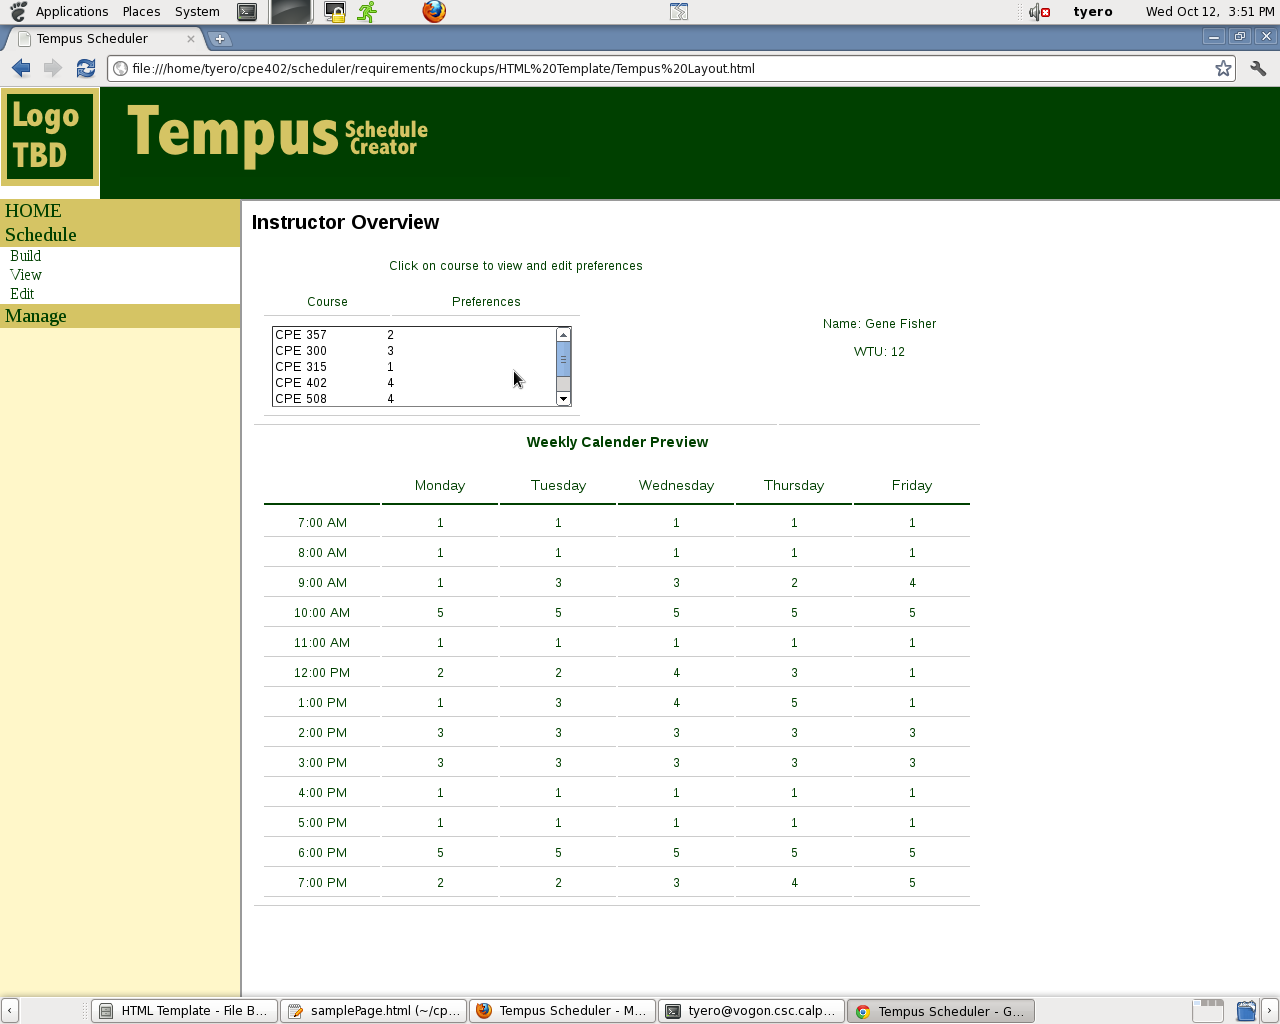 Applications Places System tyero Wed Oct 12, 3:51 PM
Tempus Scheduler
file:///home/tyero/cpe402/scheduler/requirements/mockups/HTML%20Template/Tempus%20Layout.html
Logo
TBD
Tempus Schedule
Creator
HOME
Schedule
Build
View
Edit
Manage
Instructor Overview
Click on course to view and edit preferences
Course Preferences
CPE 357 2
CPE 300 3
CPE 315 1
CPE 402 4
CPE 508 4
Name: Gene Fisher
WTU: 12
Weekly Calender Preview
Monday Tuesday Wednesday Thursday Friday
7:00 AM 1 1 1 1 1
8:00 AM 1 1 1 1 1
9:00 AM 1 3 3 2 4
10:00 AM 5 5 5 5 5
11:00 AM 1 1 1 1 1
12:00 PM 2 2 4 3 1
1:00 PM 1 3 4 5 1
2:00 PM 3 3 3 3 3
3:00 PM 3 3 3 3 3
4:00 PM 1 1 1 1 1
5:00 PM 1 1 1 1 1
6:00 PM 5 5 5 5 5
7:00 PM 2 2 3 4 5
HTML Template - File B... samplePage.html (~/cp... Tempus Scheduler - M... tyero@vogon.csc.calp... Tempus Scheduler - G...